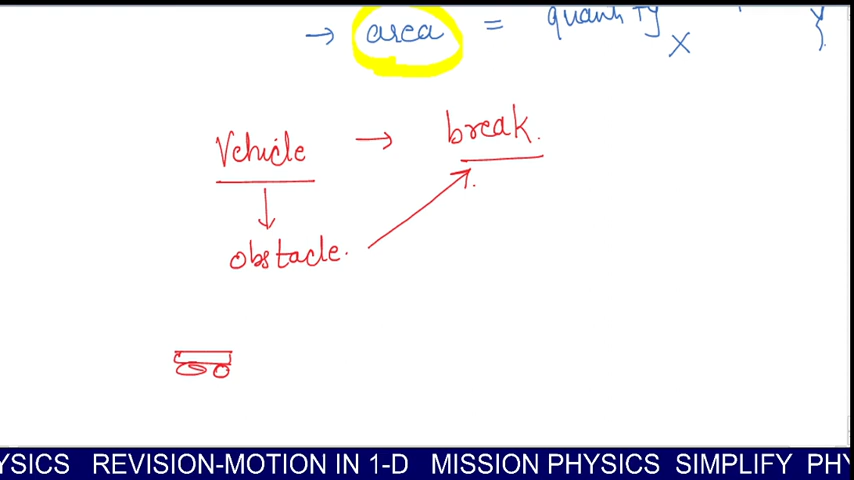 → area = quantity x }
Vehicle → break.
obstacle.
YSICS REVISION-MOTION IN 1-D MISSION PHYSICS SIMPLIFY PHY